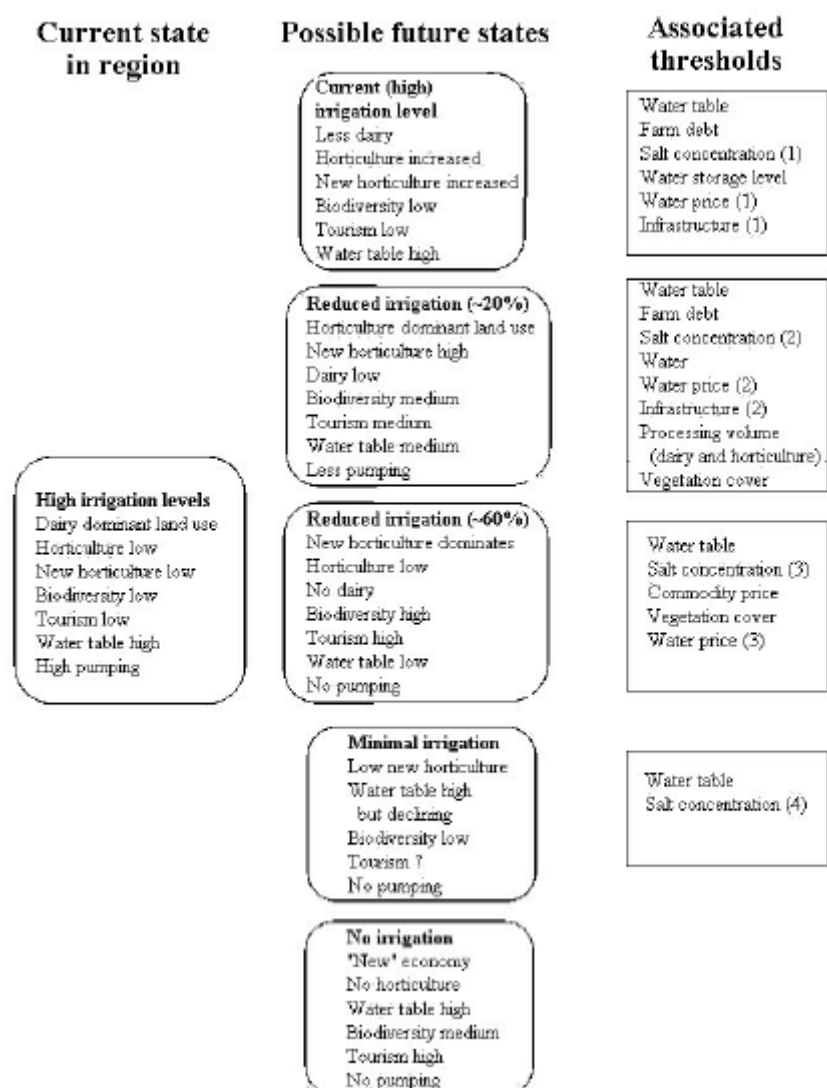 Current state
in region
Possible future states
Associated
thresholds
Current (high)
irrigation level
Less dairy
Horticulture increased
New horticulture increased
Biodiversity low
Tourism low
Water table high
Water table
Farm debt
Salt concentration (1)
Water storage level
Water price (1)
Infrastructure (1)
Reduced irrigation (~20%)
Horticulture dominant land use
New horticulture high
Dairy low
Biodiversity medium
Tourism medium
Water table medium
Less pumping
Water table
Farm debt
Salt concentration (2)
Water
Water price (2)
Infrastructure (2)
Processing volume
(dairy and horticulture)
Vegetation cover
High irrigation levels
Dairy dominant land use
Horticulture low
New horticulture low
Biodiversity low
Tourism low
Water table high
High pumping
Reduced irrigation (~60%)
New horticulture dominates
Horticulture low
No dairy
Biodiversity high
Tourism high
Water table low
No pumping
Water table
Salt concentration (3)
Commodity price
Vegetation cover
Water price (3)
Minimal irrigation
Low new horticulture
Water table high
but declining
Biodiversity low
Tourism ?
No pumping
Water table
Salt concentration (4)
No irrigation
"New" economy
No horticulture
Water table high
Biodiversity medium
Tourism high
No pumping